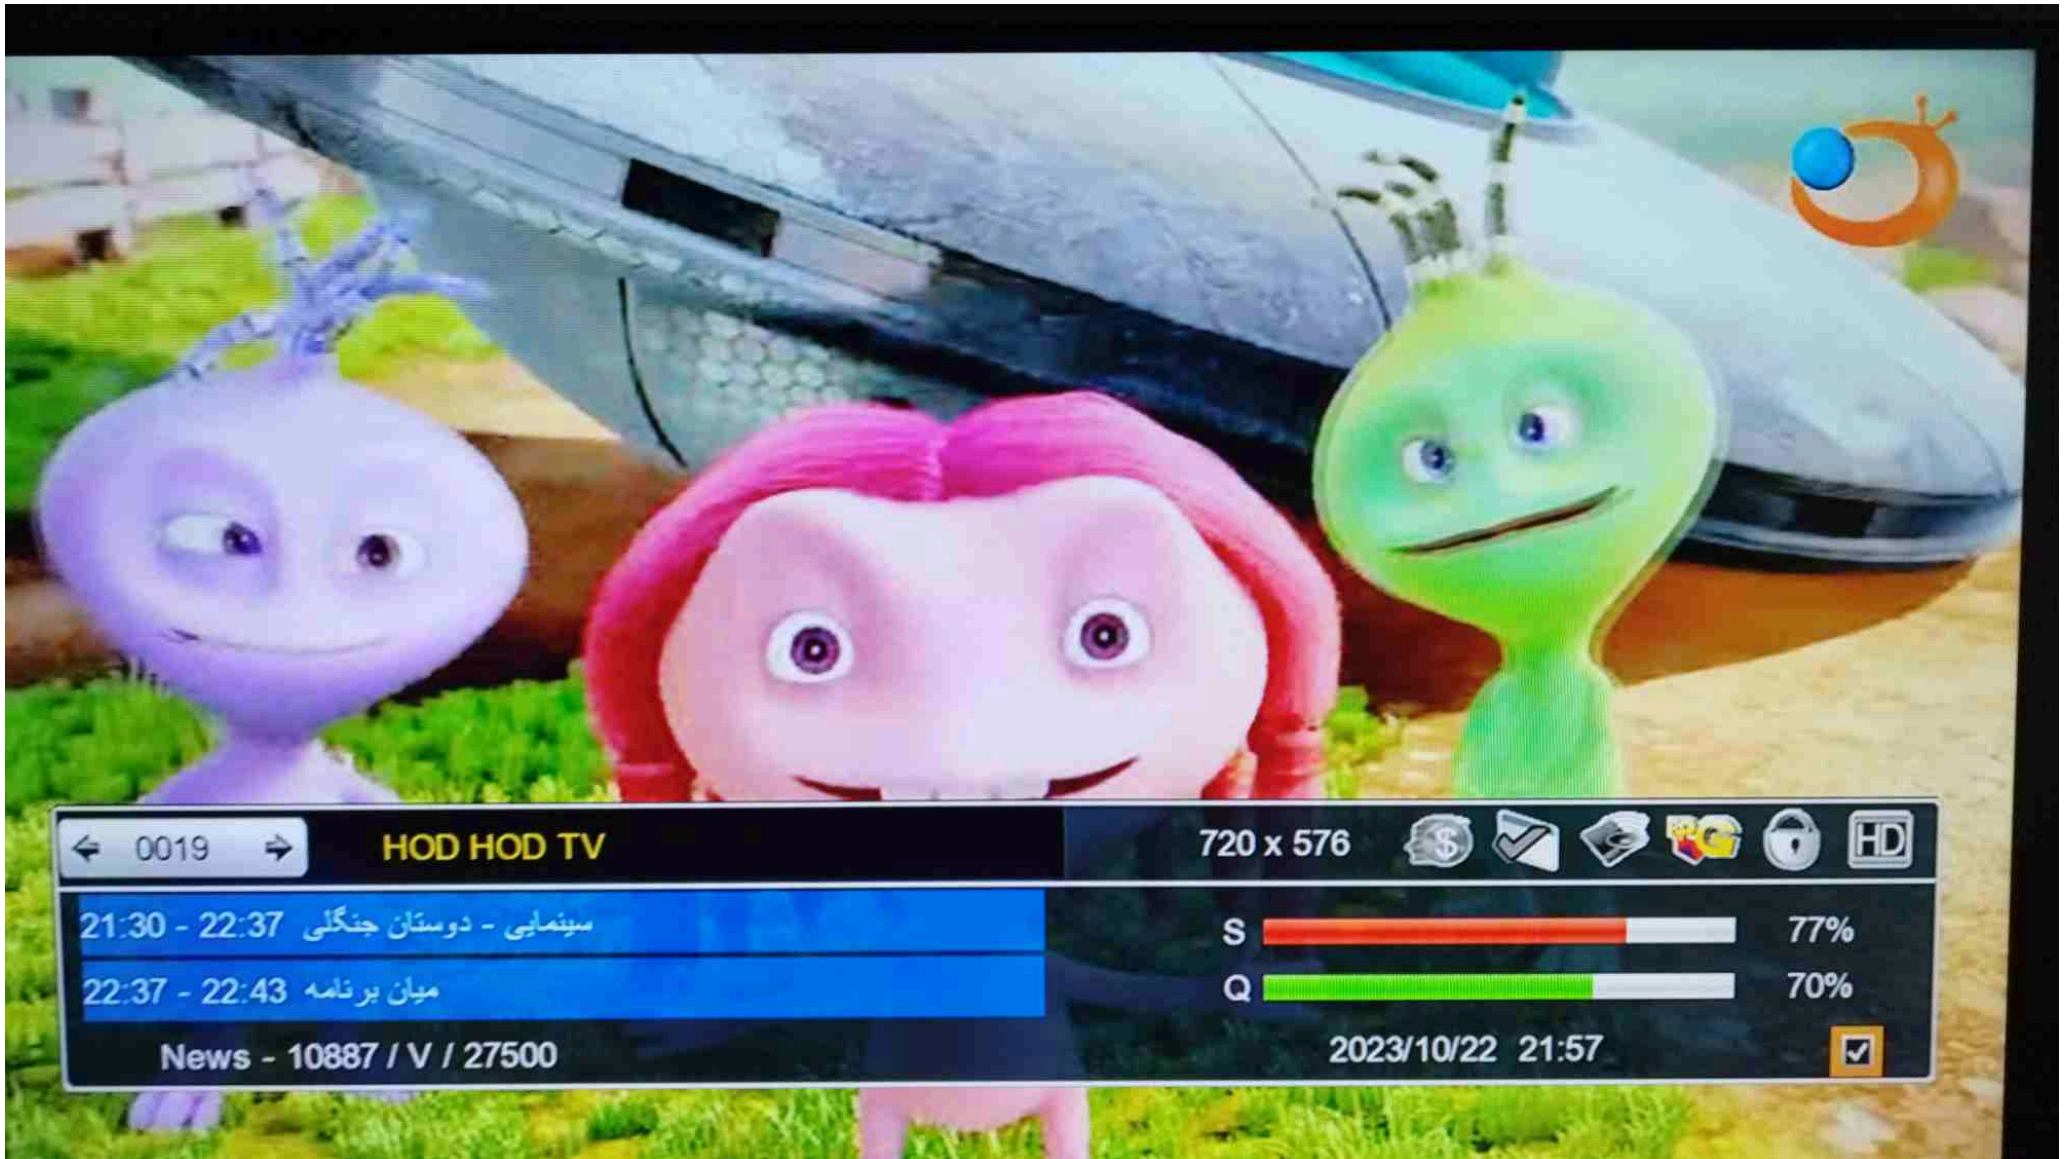 0019 HOD HOD TV 720 x 576 $ G HD
21:30 - 22:37 سینمایی - دوستان جنگلی
S 77%
22:37 - 22:43 میان برنامه
Q 70%
News - 10887 / V / 27500
2023/10/22 21:57